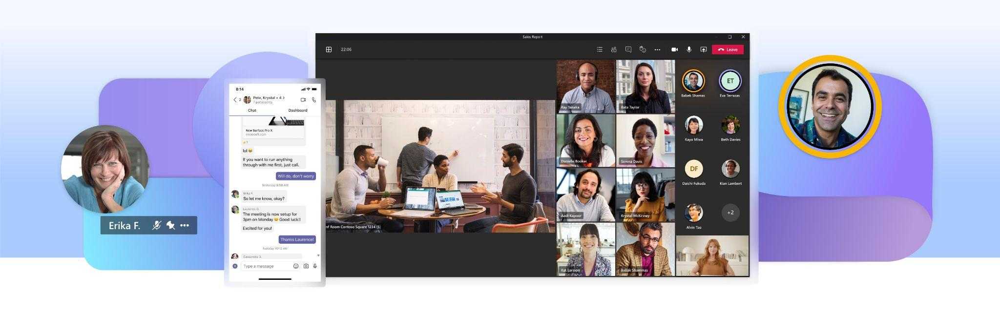 Erika F.
8:14
2
Pete, Krystal + 4
7 participants
Chat
Dashboard
New Surface Pro X
microsoft.com
1
lol
If you want to run anything
through with me first, just call.
Will do, don't worry
Yesterday 8:08 AM
Erika F.
So let me know, okay?
Laurence G.
The meeting is now setup for
3pm on Monday Good luck!!
Excited for you!
Thanks Laurence!
Tuesday 10:12 AM
Cassandra D.
Type a message
Sales Report
22:06
Leave
nf Room Contoso Square 1234 (5)
Ray Tanaka
Reta Taylor
Danielle Booker
Serena Davis
Aadi Kapoor
Krystal McKinney
Kat Larsson
Babak Shammas
Babek Shamas
ET
Eva Terrazas
Kayo Miwa
Beth Davies
DF
Daichi Fukuda
Kian Lambert
Alvin Tao
+2